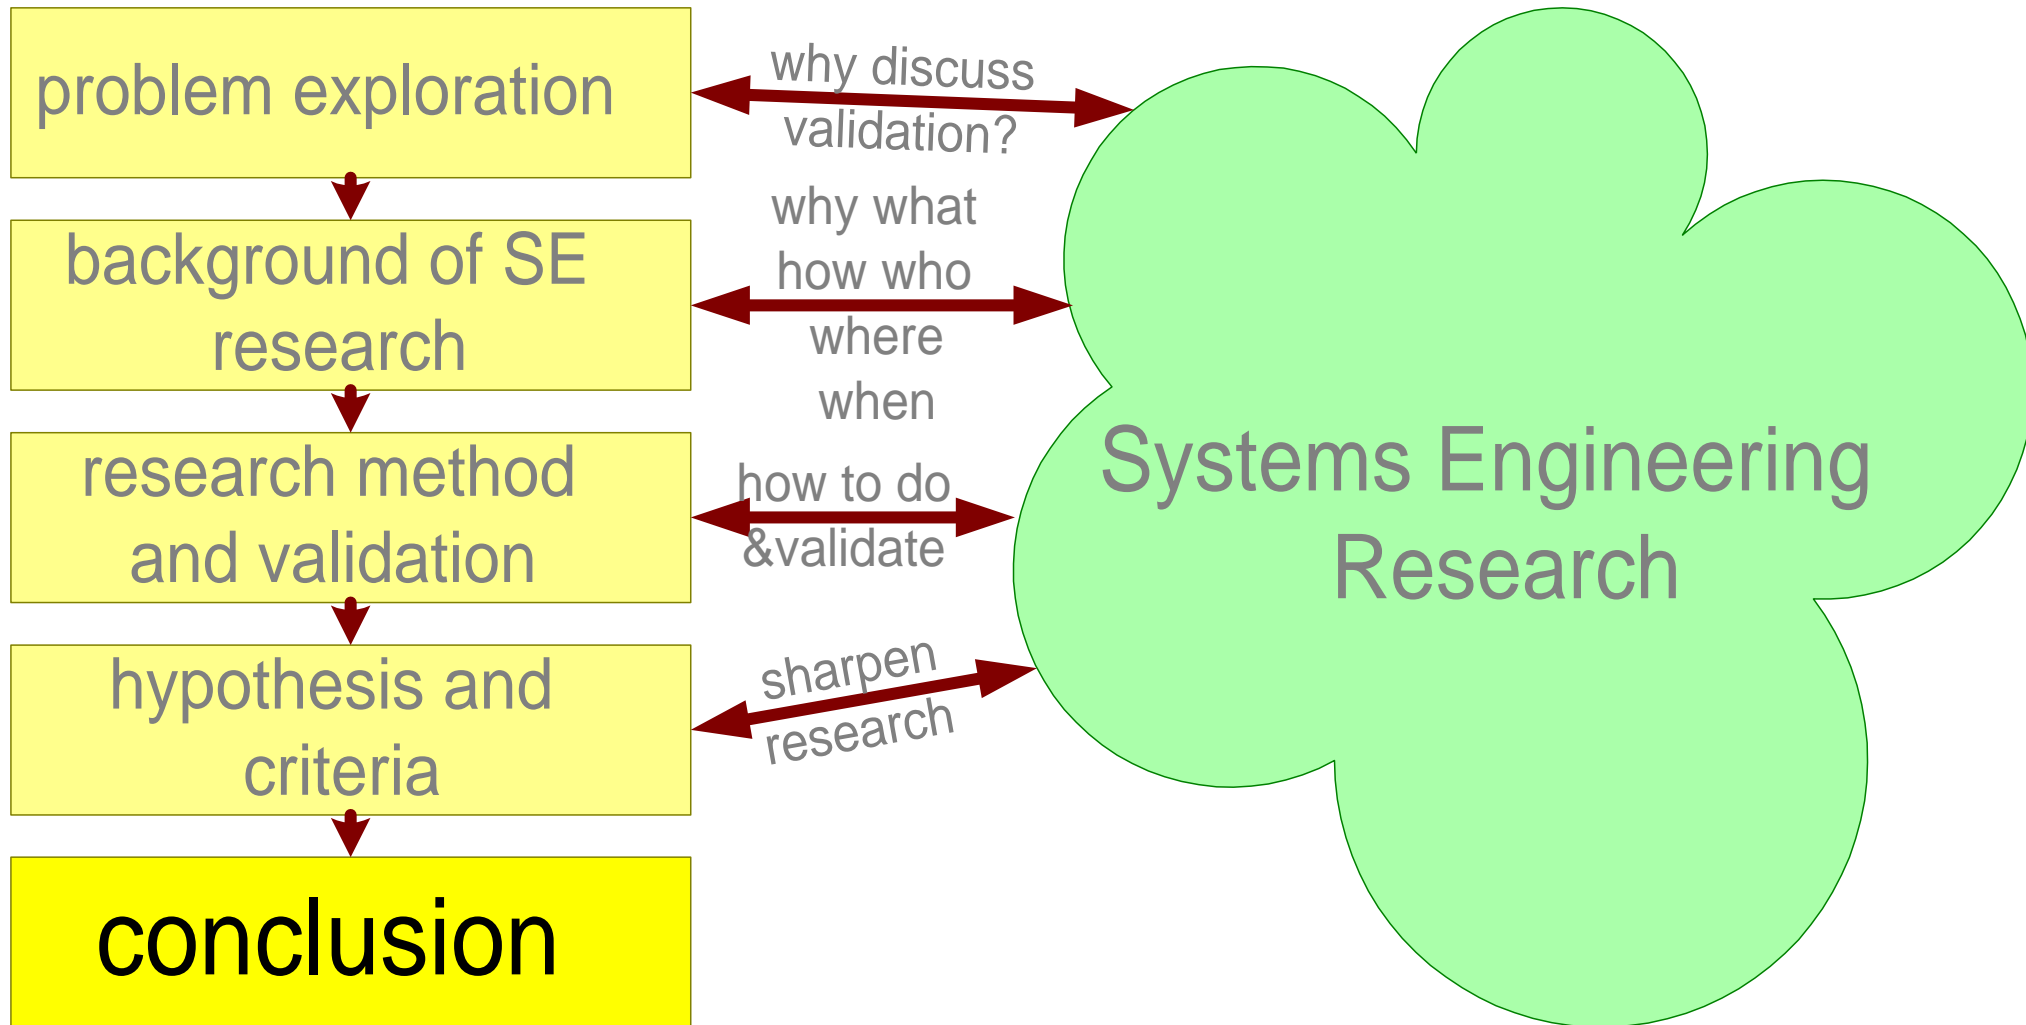 problem exploration
why discuss
validation?
background of SE
research
why what
how who
where
when
research method
and validation
how to do
&validate
hypothesis and
criteria
sharpen
research
conclusion
Systems Engineering
Research